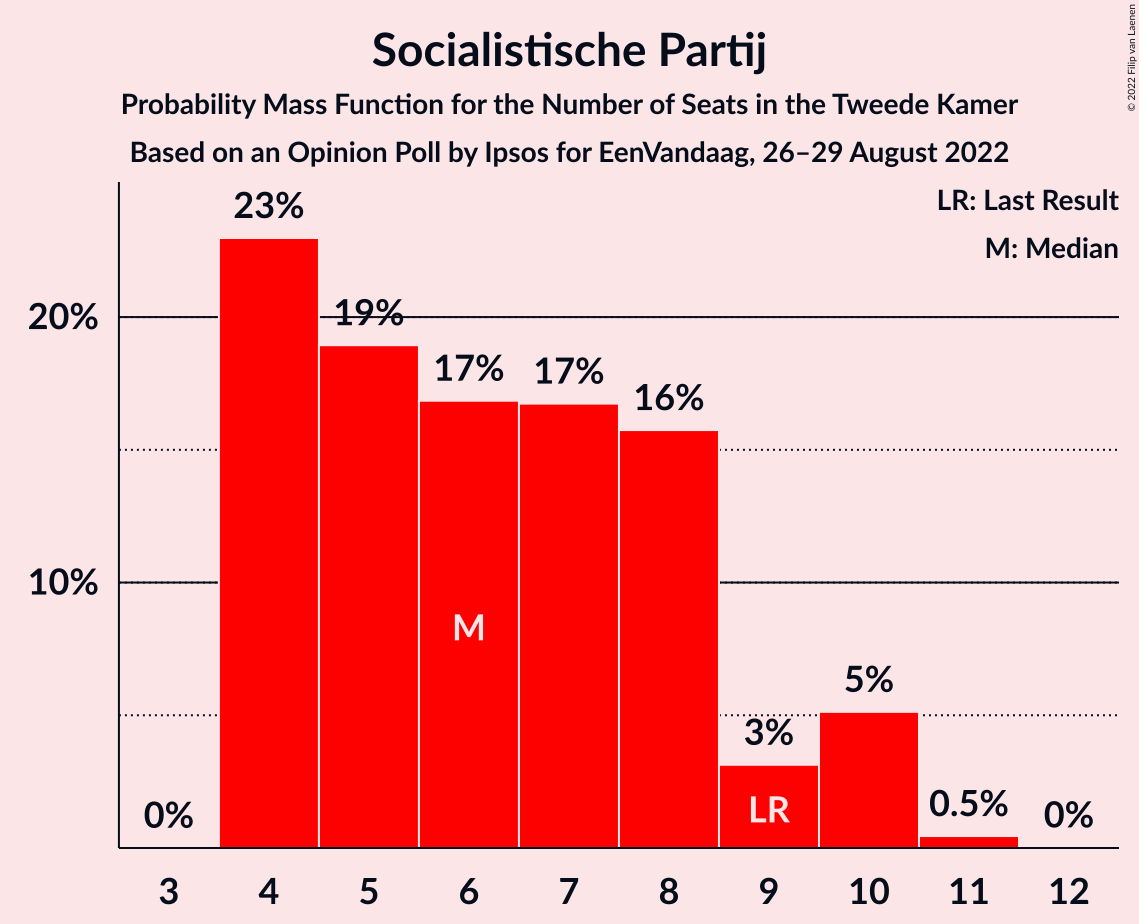 Socialistische Partij
Probability Mass Function for the Number of Seats in the Tweede Kamer
Based on an Opinion Poll by Ipsos for EenVandaag, 26–29 August 2022
© 2022 Filip van Laenen
LR: Last Result
M: Median
20%
10%
0%
23%
19%
17%
17%
16%
3%
5%
0.5%
0%
M
LR
3 4 5 6 7 8 9 10 11 12